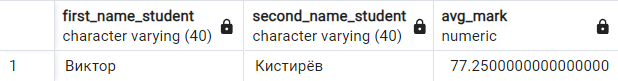 first_name_student second_name_student avg_mark
character varying (40) character varying (40) numeric
1 Виктор Кистирёв 77.2500000000000000